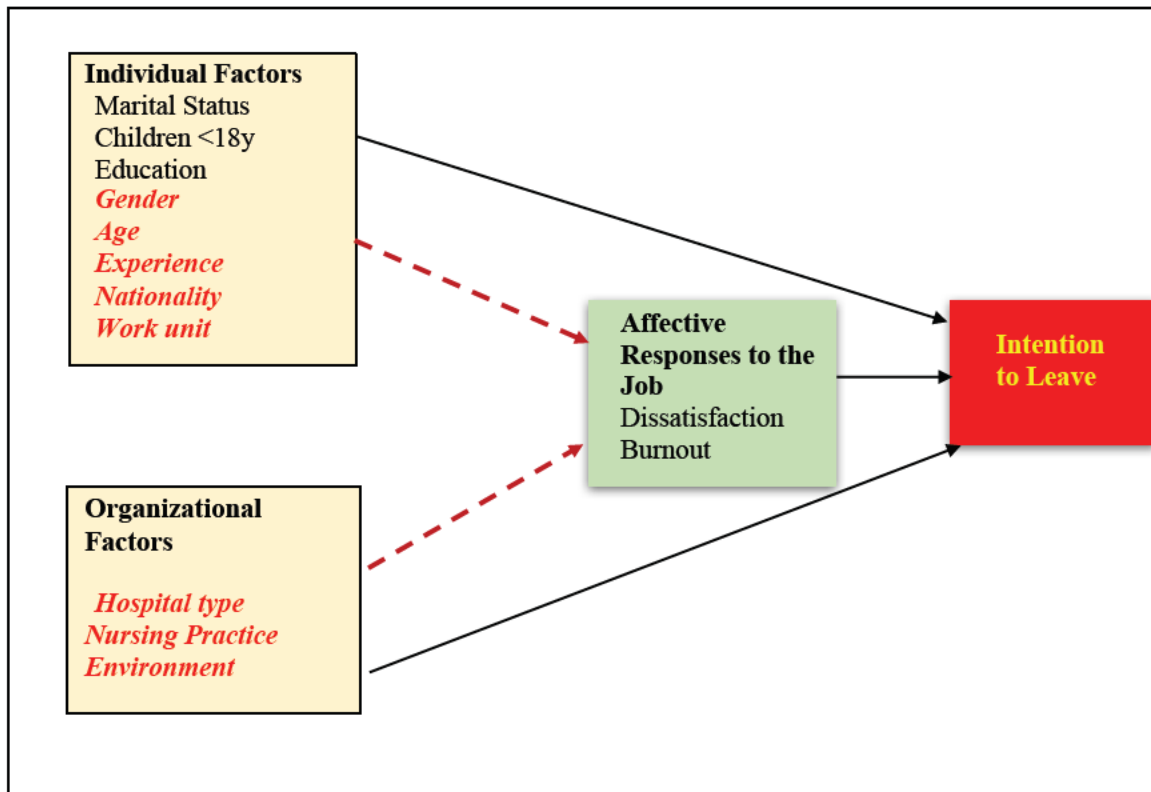 Individual Factors
Marital Status
Children <18y
Education
Gender
Age
Experience
Nationality
Work unit
Affective
Responses to the
Job
Dissatisfaction
Burnout
Intention
to Leave
Organizational
Factors
Hospital type
Nursing Practice
Environment